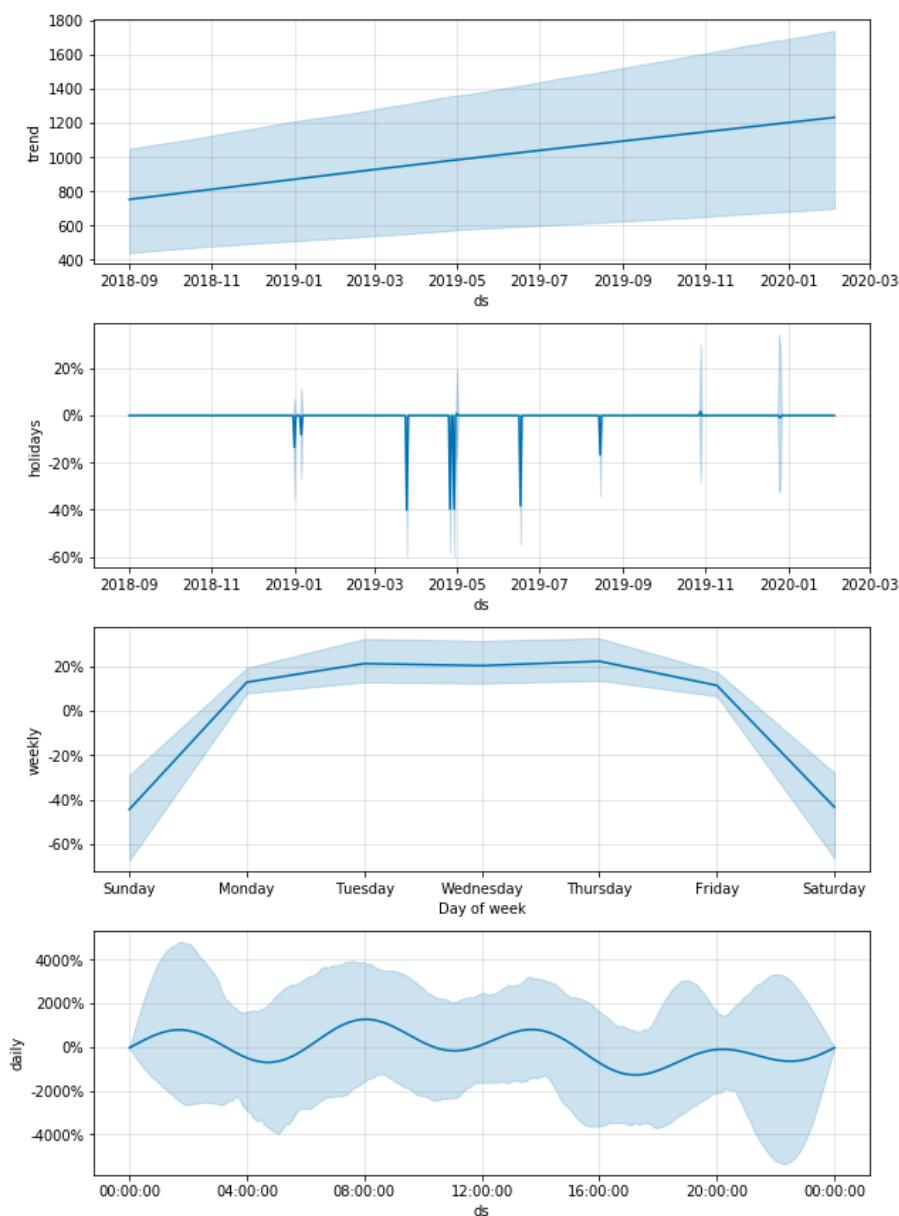 1800
1600
1400
1200
1000
800
600
400
trend
2018-09 2018-11 2019-01 2019-03 2019-05 2019-07 2019-09 2019-11 2020-01 2020-03
ds
20%
0%
-20%
-40%
-60%
holidays
2018-09 2018-11 2019-01 2019-03 2019-05 2019-07 2019-09 2019-11 2020-01 2020-03
ds
20%
0%
-20%
-40%
-60%
weekly
Sunday Monday Tuesday Wednesday Thursday Friday Saturday
Day of week
4000%
2000%
0%
-2000%
-4000%
daily
00:00:00 04:00:00 08:00:00 12:00:00 16:00:00 20:00:00 00:00:00
ds